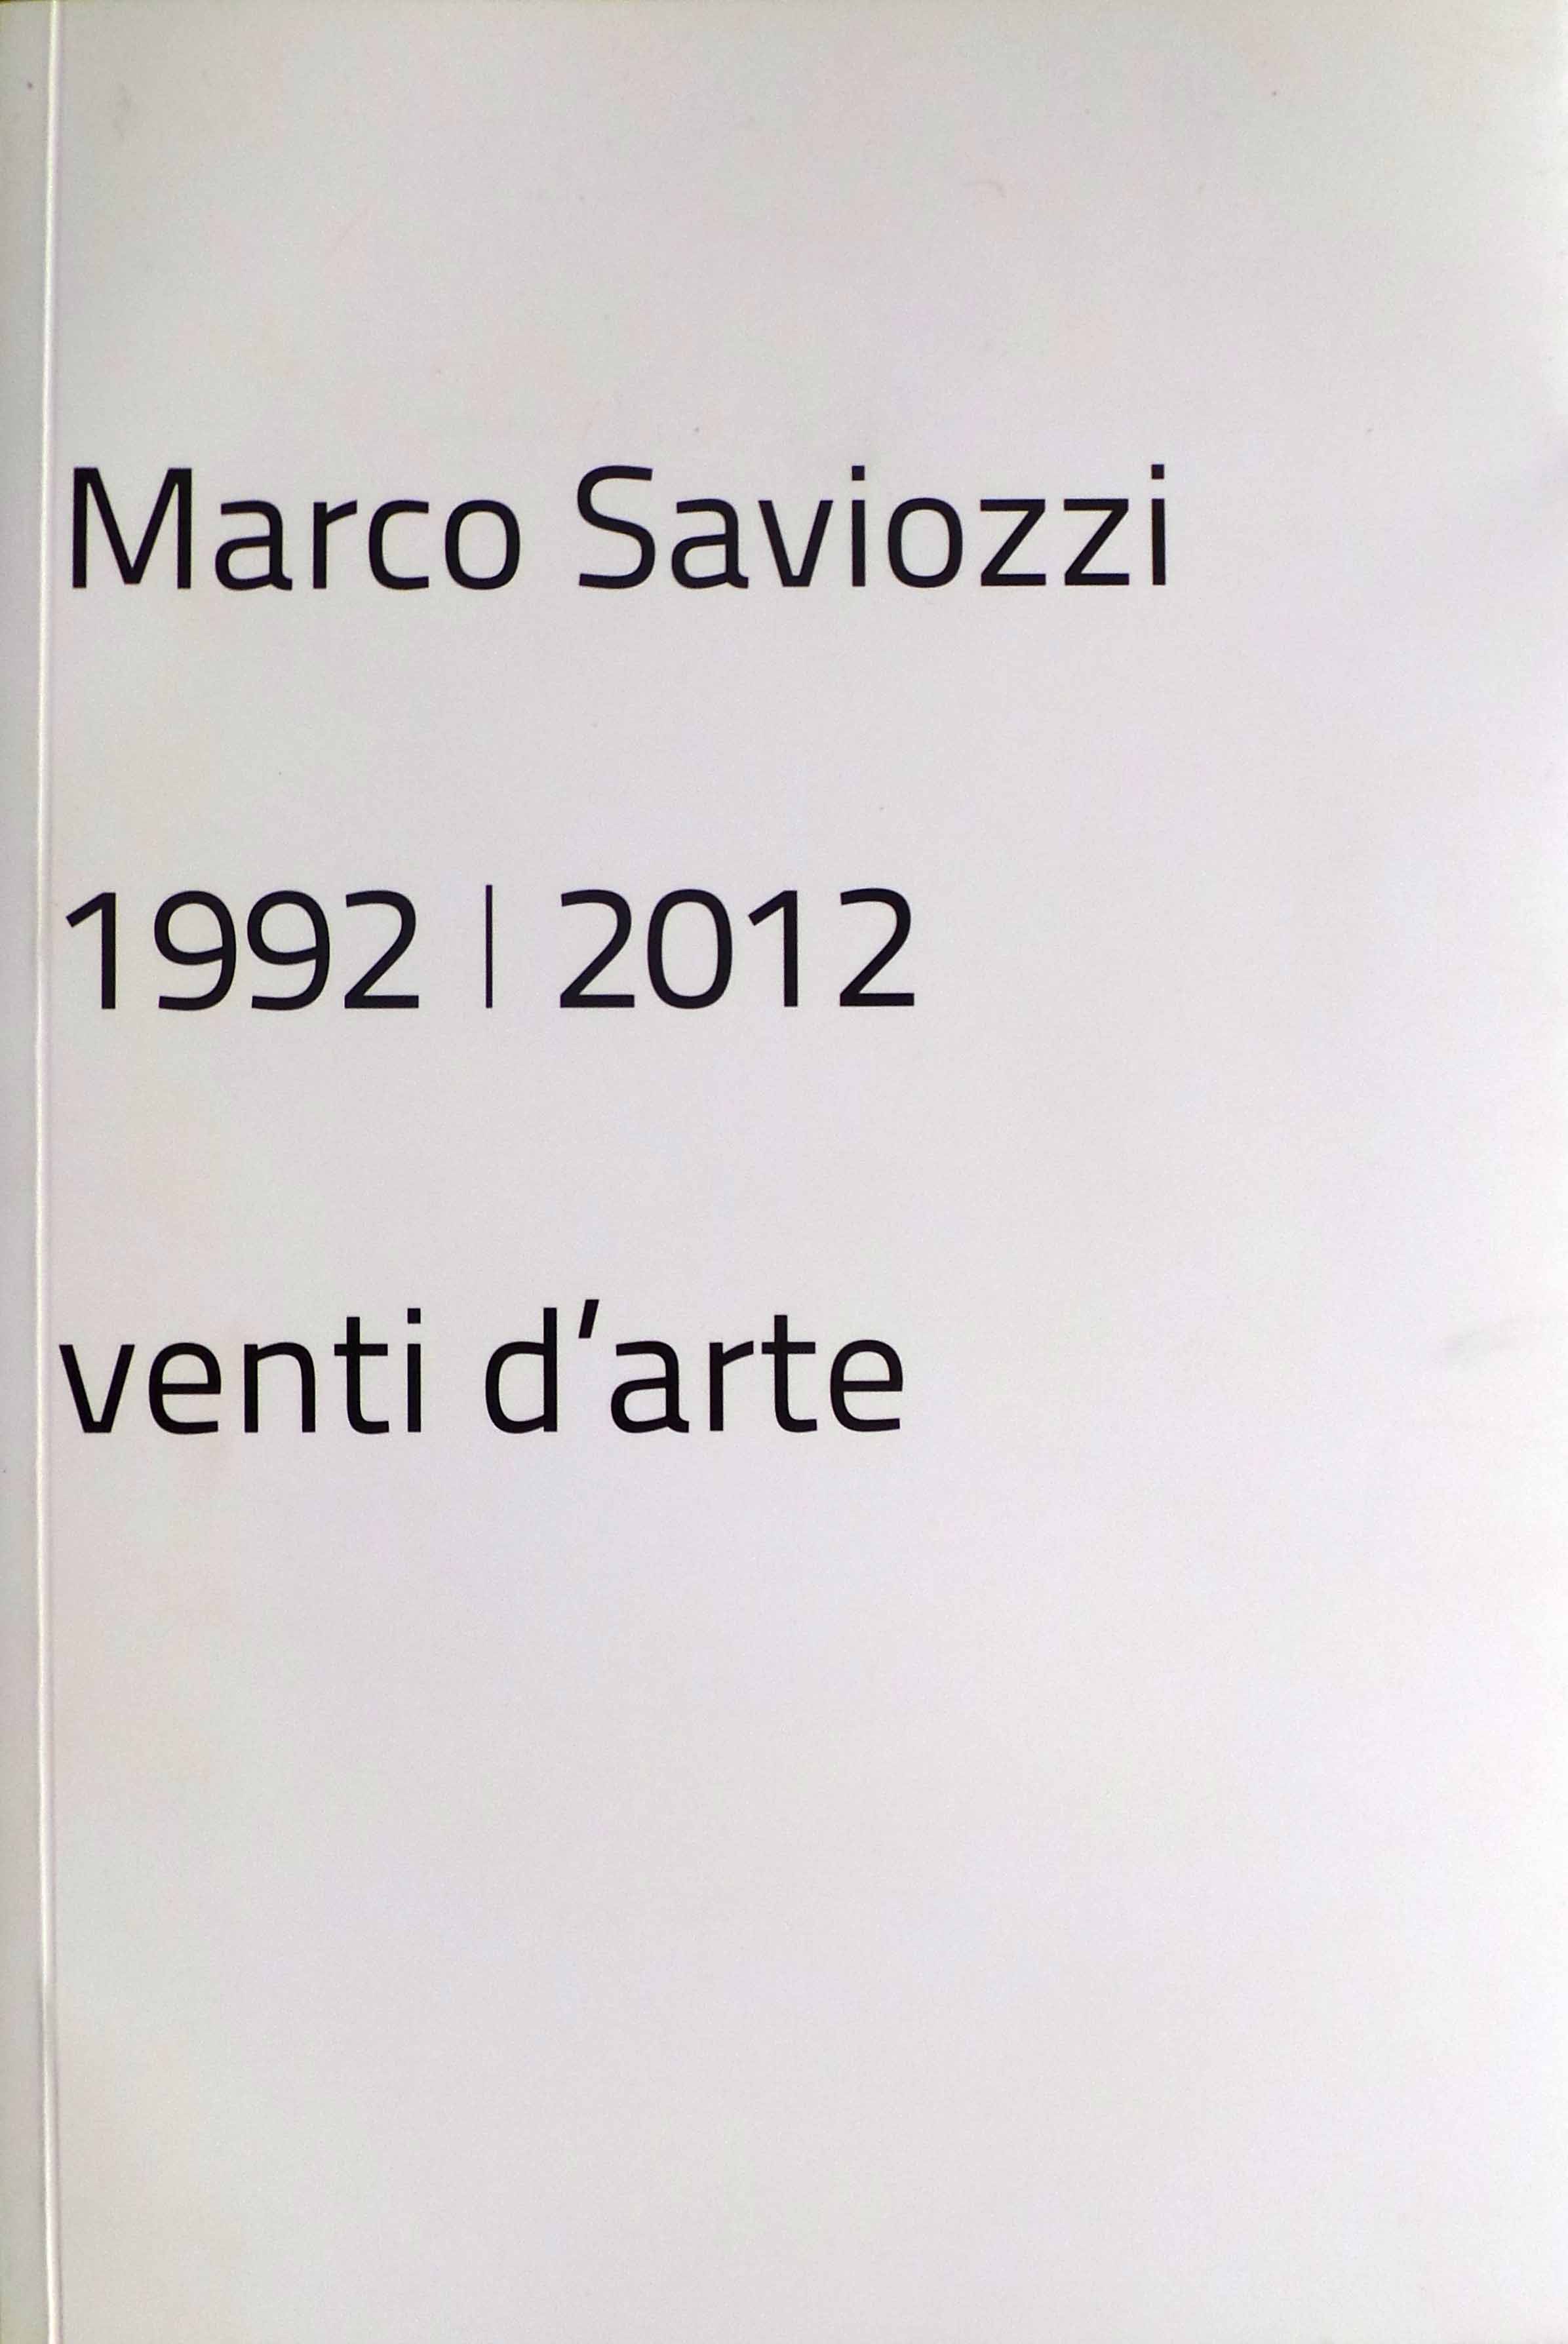 Marco Saviozzi
1992 | 2012
venti d’arte